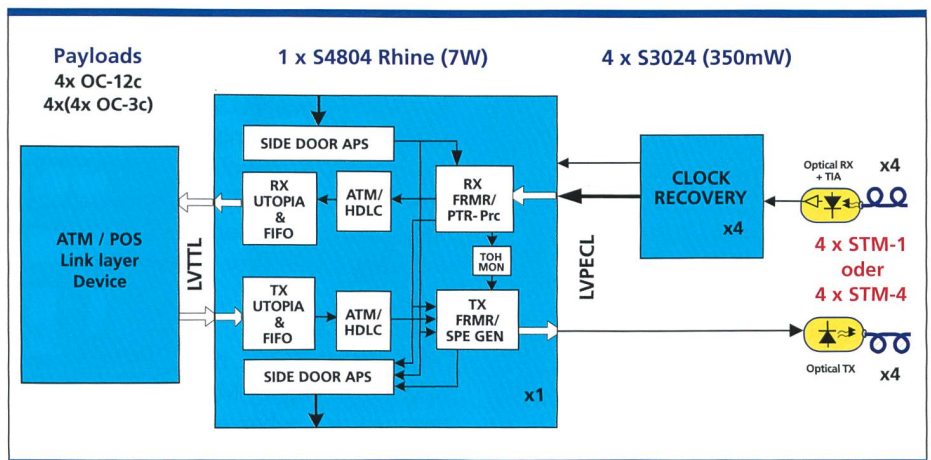 Payloads
4x OC-12c
4x(4x OC-3c)
1 x S4804 Rhine (7W)
4 x S3024 (350mW)
ATM / POS
Link layer
Device
LVTTL
SIDE DOOR APS
RX
UTOPIA
&
FIFO
ATM/
HDLC
RX
FRMR/
PTR- Prc
TOH
MON
TX
UTOPIA
&
FIFO
ATM/
HDLC
TX
FRMR/
SPE GEN
SIDE DOOR APS
x1
LVPECL
CLOCK
RECOVERY
x4
Optical RX
+ TIA
x4
4 x STM-1
oder
4 x STM-4
Optical TX
x4